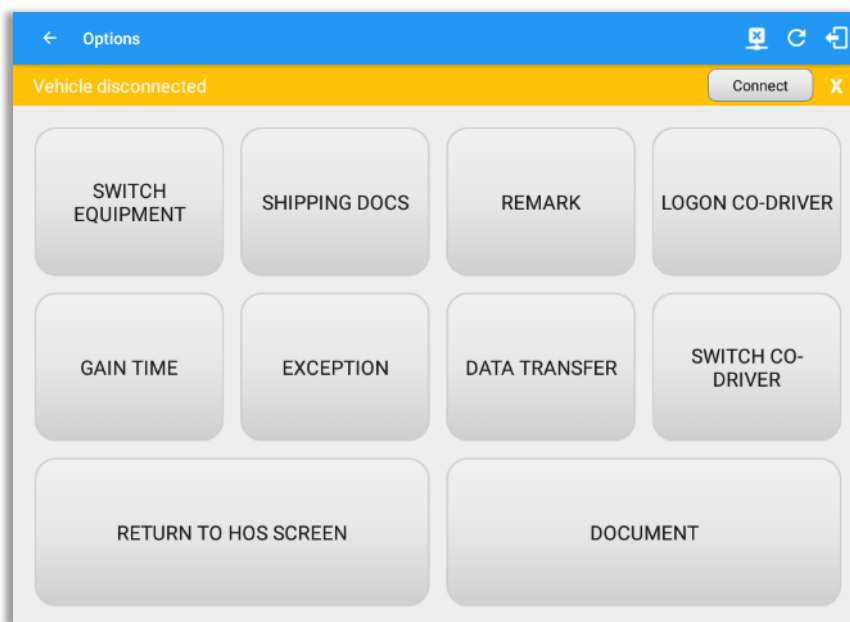 Options
Vehicle disconnected
Connect
X
SWITCH
EQUIPMENT
SHIPPING DOCS
REMARK
LOGON CO-DRIVER
GAIN TIME
EXCEPTION
DATA TRANSFER
SWITCH CO-
DRIVER
RETURN TO HOS SCREEN
DOCUMENT